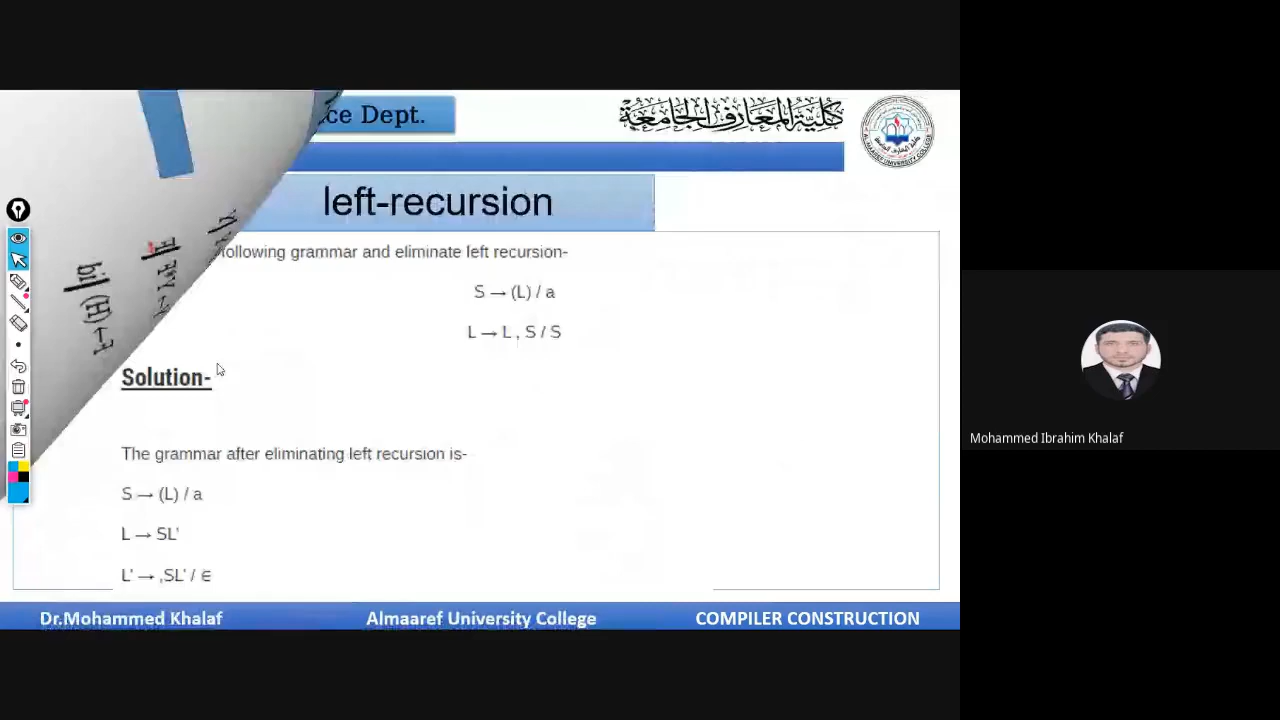 ce Dept.
كلية المعارف الجامعة
left-recursion
following grammar and eliminate left recursion-
S → (L) / a
L → L , S / S
Solution-
The grammar after eliminating left recursion is-
S → (L) / a
L → SL'
L' → ,SL' / ∈
Dr.Mohammed Khalaf
Almaaref University College
COMPILER CONSTRUCTION
Mohammed Ibrahim Khalaf